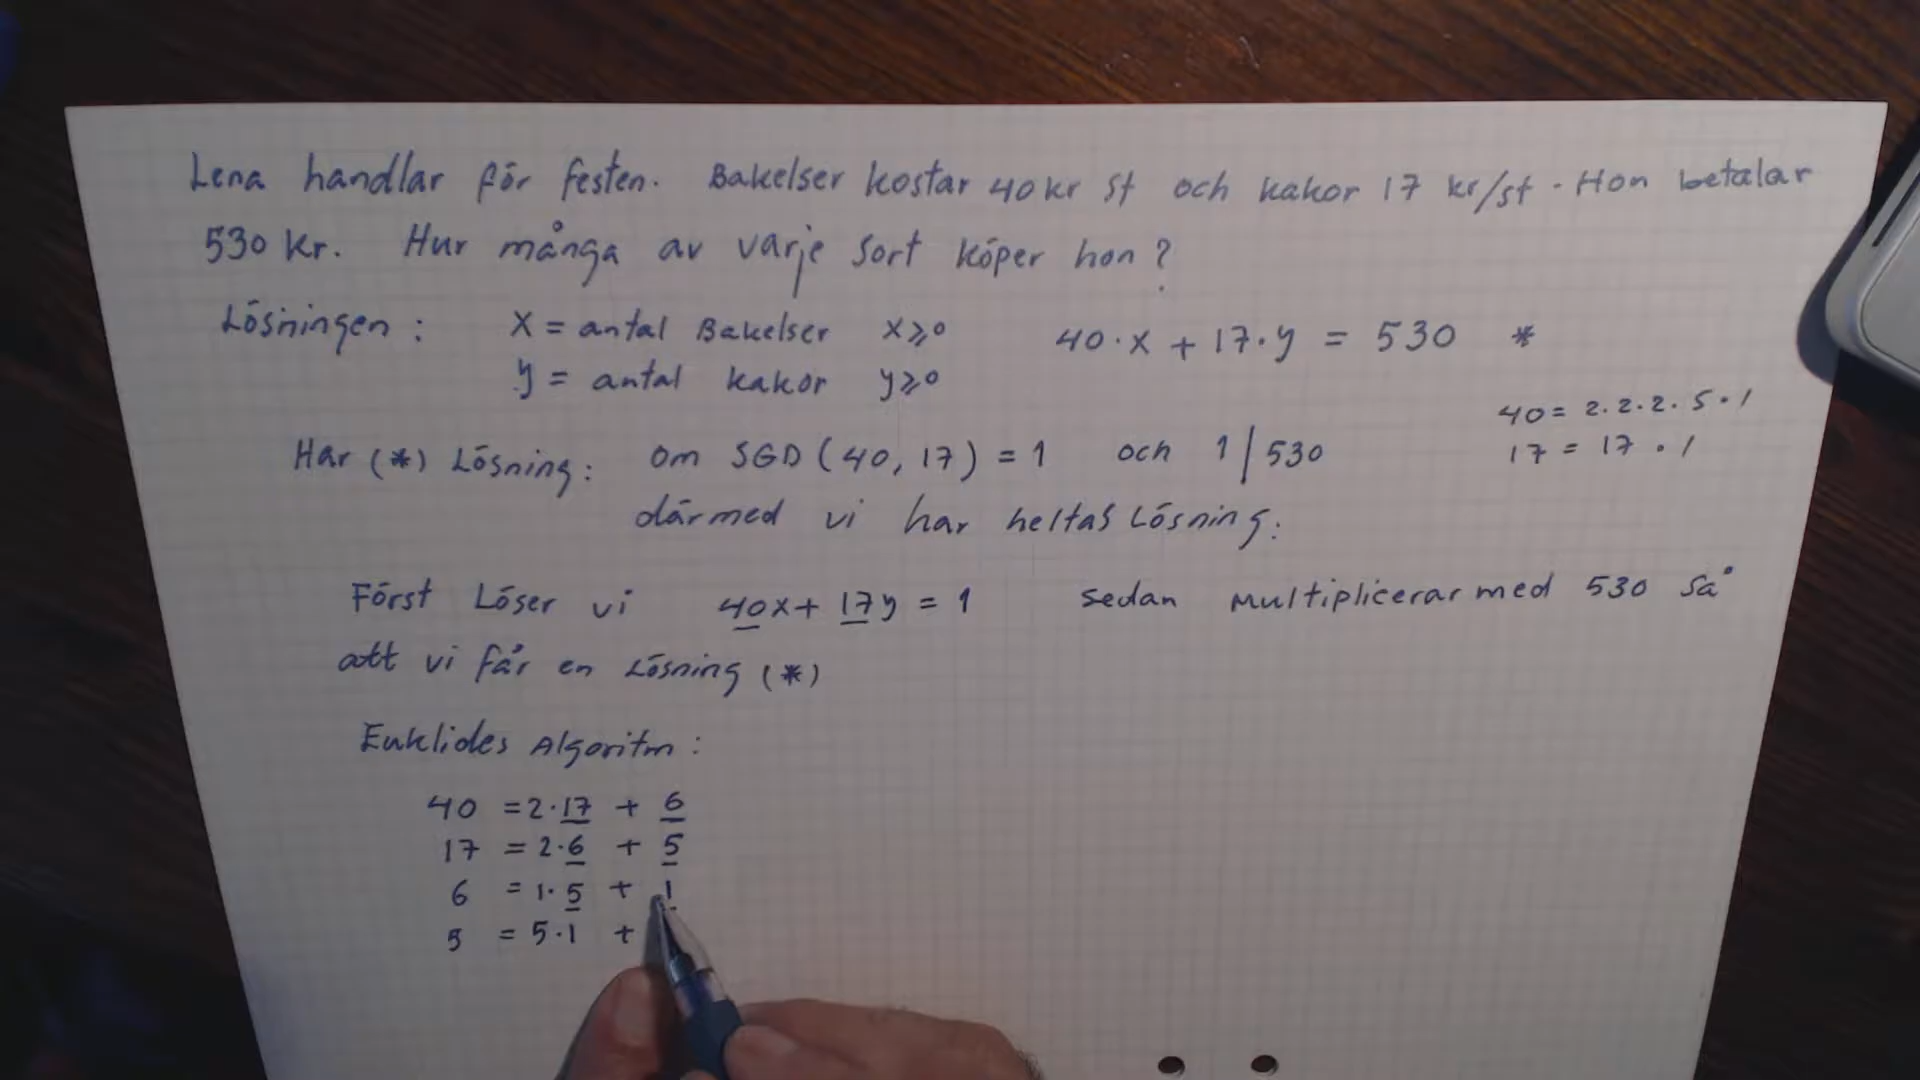 Lena handlar för festen. Bakelser kostar 40 kr st och kakor 17 kr/st. Hon betalar
530 kr. Hur många av varje sort köper hon?
Lösningen: X = antal Bakelser X⩾0 40·X + 17·y = 530 *
y = antal kakor y⩾0
40 = 2·2·2·5·1
17 = 17·1
Har (*) Lösning: om SGD(40, 17) = 1 och 1 | 530
därmed vi har heltas Lösning:
Först Löser vi 40x + 17y = 1 sedan multiplicerar med 530 så
att vi får en Lösning (*)
Euklides Algoritm:
40 = 2·17 + 6
17 = 2·6 + 5
6 = 1·5 + 1
5 = 5·1 +